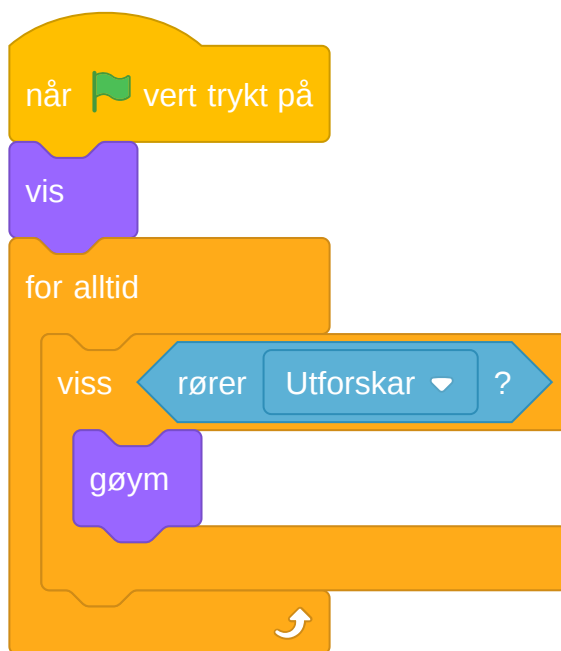 når vert trykt på
vis
for alltid
viss rører Utforskar ?
gøym